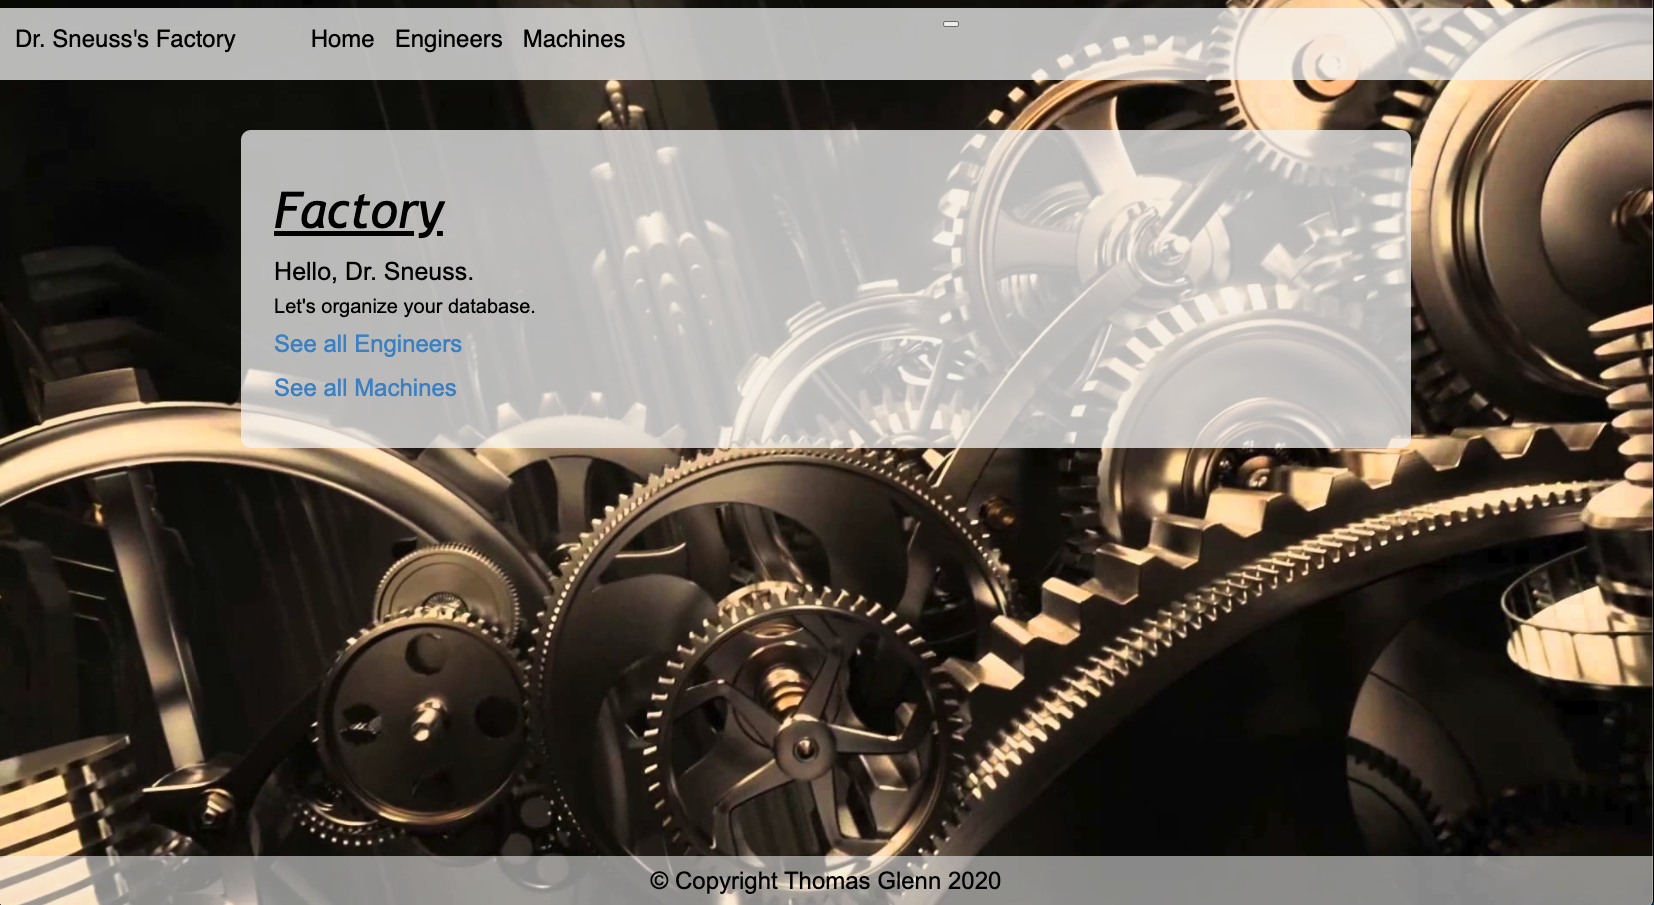 Dr. Sneuss's Factory Home Engineers Machines
Factory
Hello, Dr. Sneuss.
Let's organize your database.
See all Engineers
See all Machines
© Copyright Thomas Glenn 2020